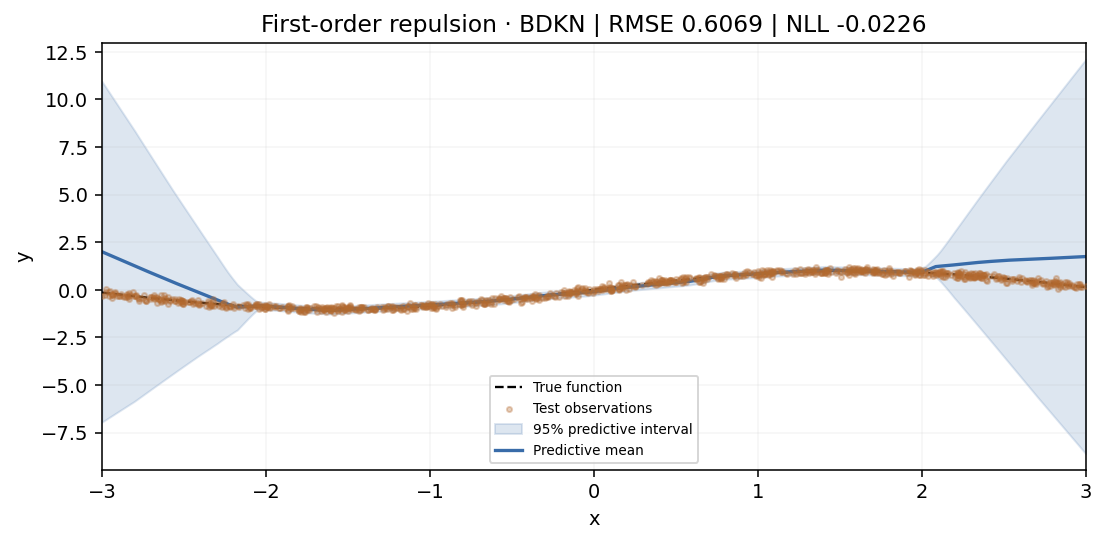 First-order repulsion · BDKN | RMSE 0.6069 | NLL -0.0226
12.5
10.0
7.5
5.0
2.5
0.0
−2.5
−5.0
−7.5
y
True function
Test observations
95% predictive interval
Predictive mean
−3
−2
−1
0
1
2
3
x